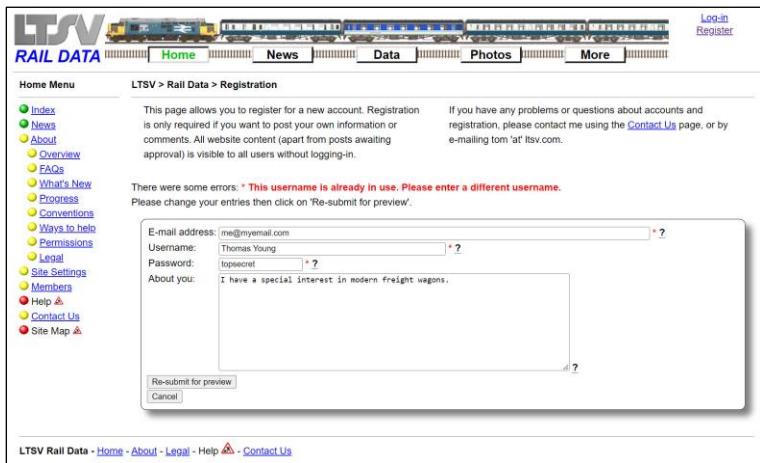 LTSV
RAIL DATA
Home
News
Data
Photos
More
Log-in
Register
Home Menu
Index
News
About
Overview
FAQs
What's New
Progress
Conventions
Ways to help
Permissions
Legal
Site Settings
Members
Help
Contact Us
Site Map
LTSV > Rail Data > Registration
This page allows you to register for a new account. Registration
is only required if you want to post your own information or
comments. All website content (apart from posts awaiting
approval) is visible to all users without logging-in.
If you have any problems or questions about accounts and
registration, please contact me using the Contact Us page, or by
e-mailing tom 'at' ltsv.com.
There were some errors: * This username is already in use. Please enter a different username.
Please change your entries then click on 'Re-submit for preview'.
E-mail address: me@myemail.com * ?
Username: Thomas Young * ?
Password: topsecret * ?
About you: I have a special interest in modern freight wagons.
?
Re-submit for preview
Cancel
LTSV Rail Data - Home - About - Legal - Help - Contact Us